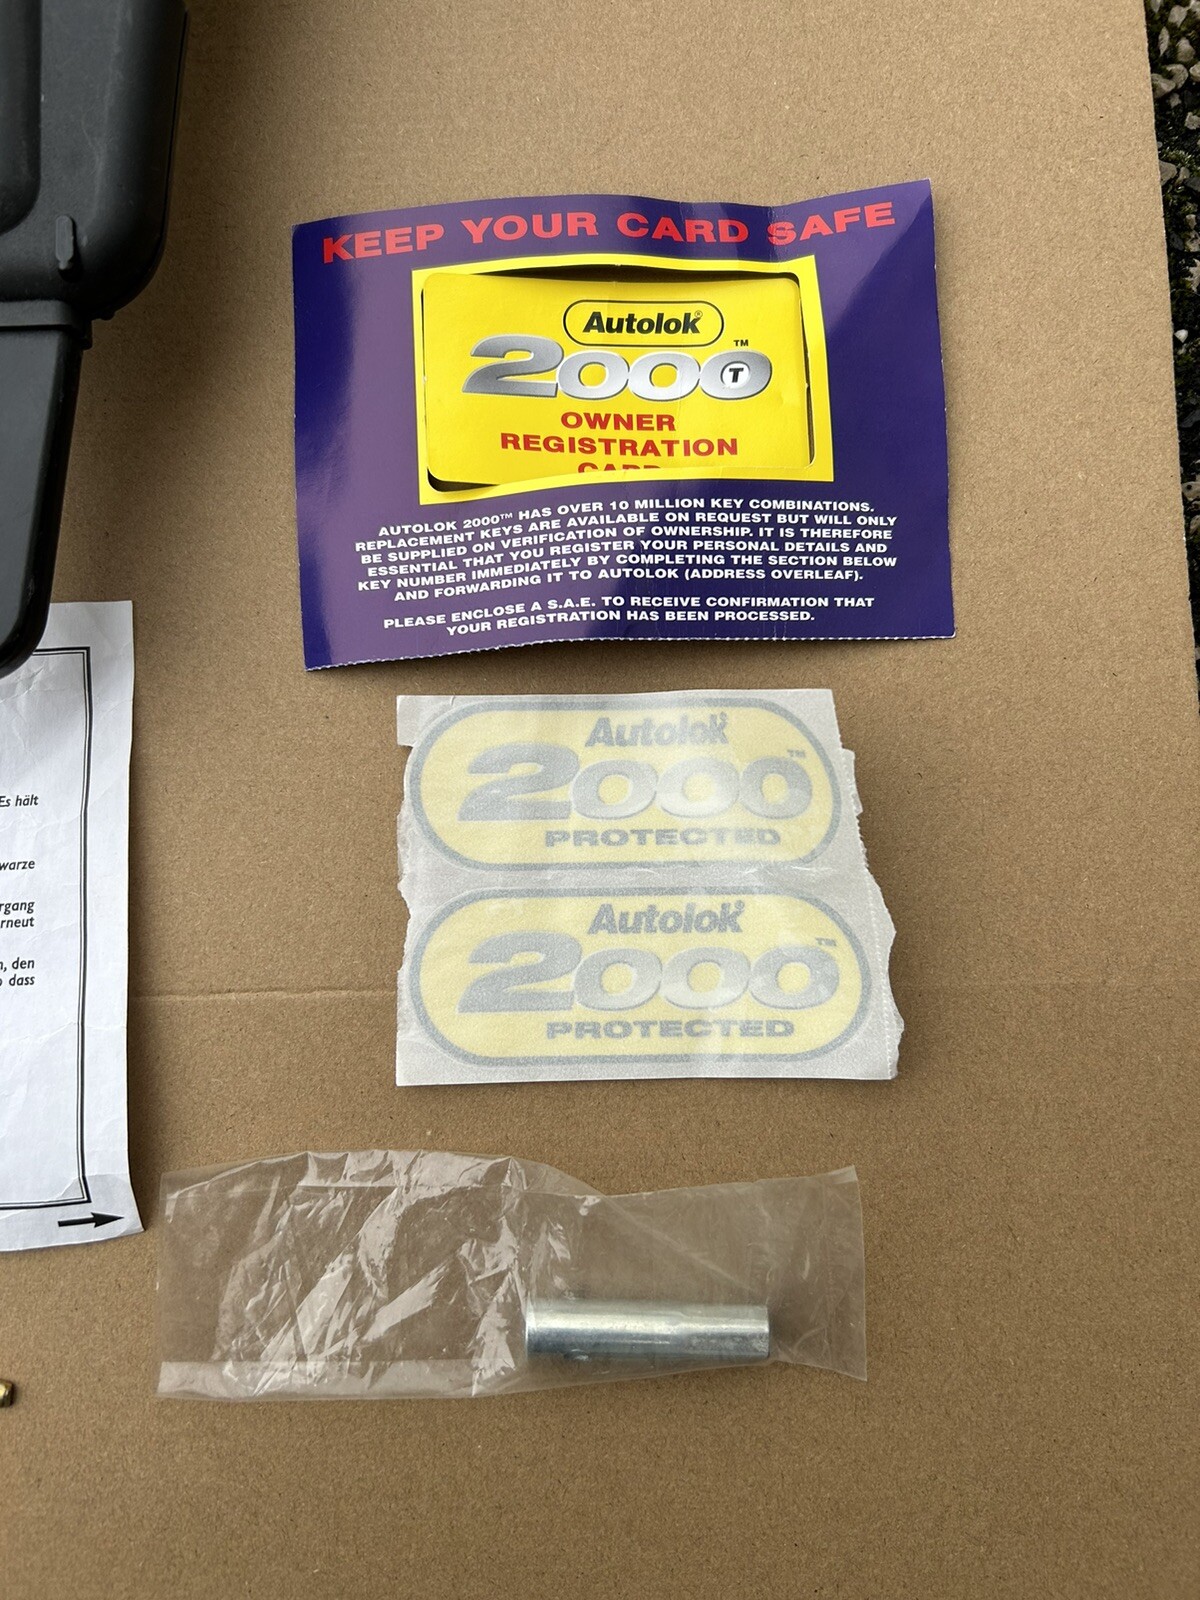 KEEP YOUR CARD SAFE
Autolok®
2000™
T
OWNER
REGISTRATION
CARD
AUTOLOK 2000™ HAS OVER 10 MILLION KEY COMBINATIONS.
REPLACEMENT KEYS ARE AVAILABLE ON REQUEST BUT WILL ONLY
BE SUPPLIED ON VERIFICATION OF OWNERSHIP. IT IS THEREFORE
ESSENTIAL THAT YOU REGISTER YOUR PERSONAL DETAILS AND
KEY NUMBER IMMEDIATELY BY COMPLETING THE SECTION BELOW
AND FORWARDING IT TO AUTOLOK (ADDRESS OVERLEAF).
PLEASE ENCLOSE A S.A.E. TO RECEIVE CONFIRMATION THAT
YOUR REGISTRATION HAS BEEN PROCESSED.
Autolok®
2000™
PROTECTED
Autolok®
2000™
PROTECTED
Es hält
warze
rgang
rneut
n, den
dass